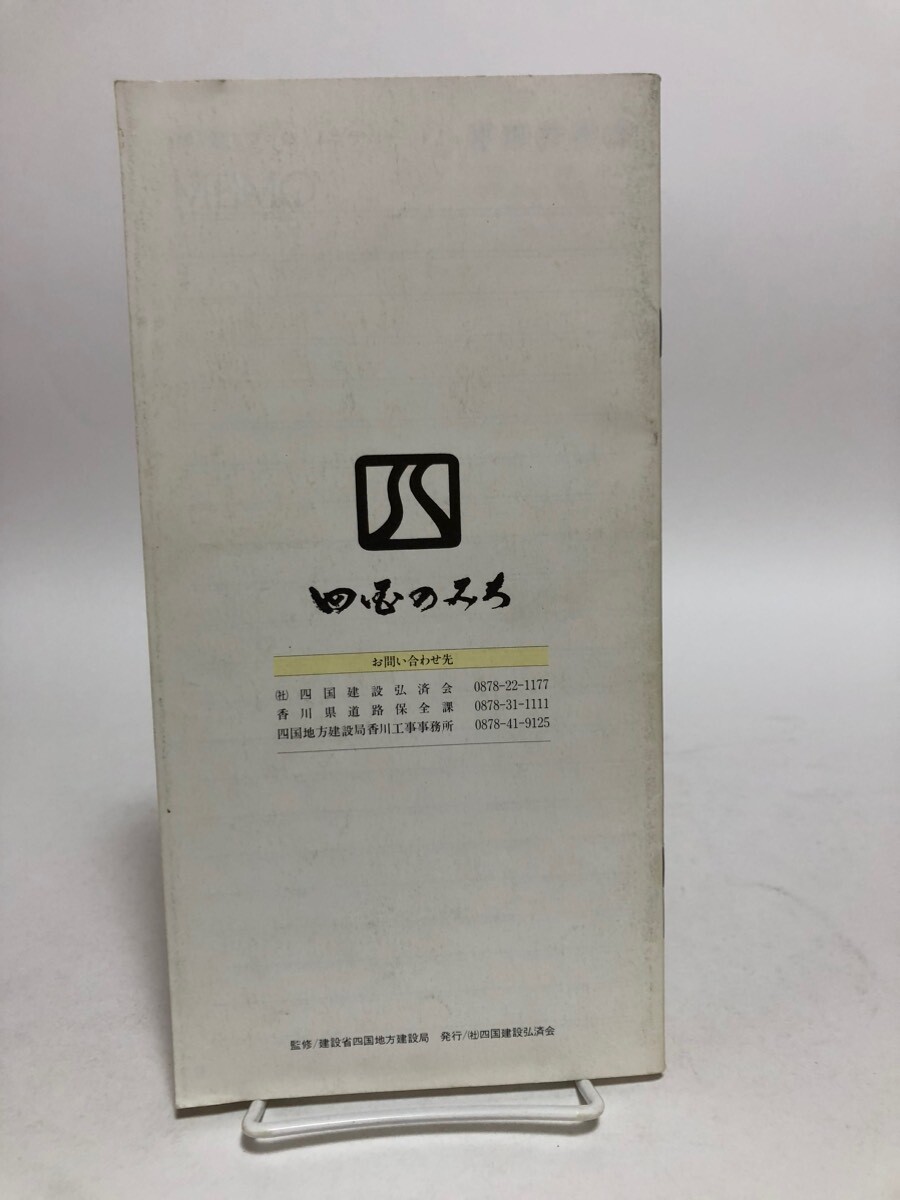 四国のみち
お問い合わせ先
㈳四国建設弘済会 0878-22-1177
香川県道路保全課 0878-31-1111
四国地方建設局香川工事事務所 0878-41-9125
監修/建設省四国地方建設局 発行/㈳四国建設弘済会